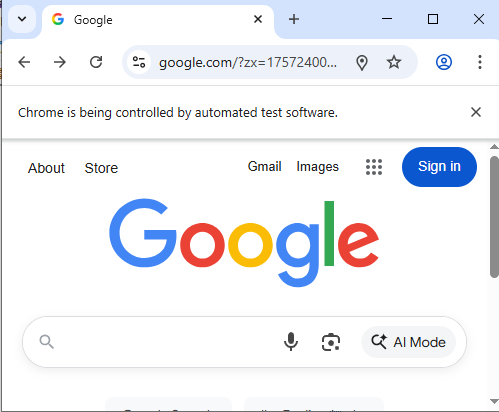 Google
google.com/?zx=17572400...
Chrome is being controlled by automated test software.
About Store Gmail Images Sign in
Google
AI Mode